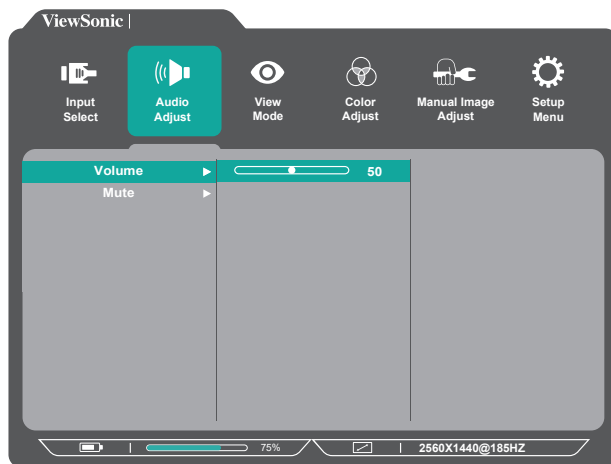 ViewSonic
Input
Select
Audio
Adjust
View
Mode
Color
Adjust
Manual Image
Adjust
Setup
Menu
Volume
50
Mute
75%
2560X1440@185HZ